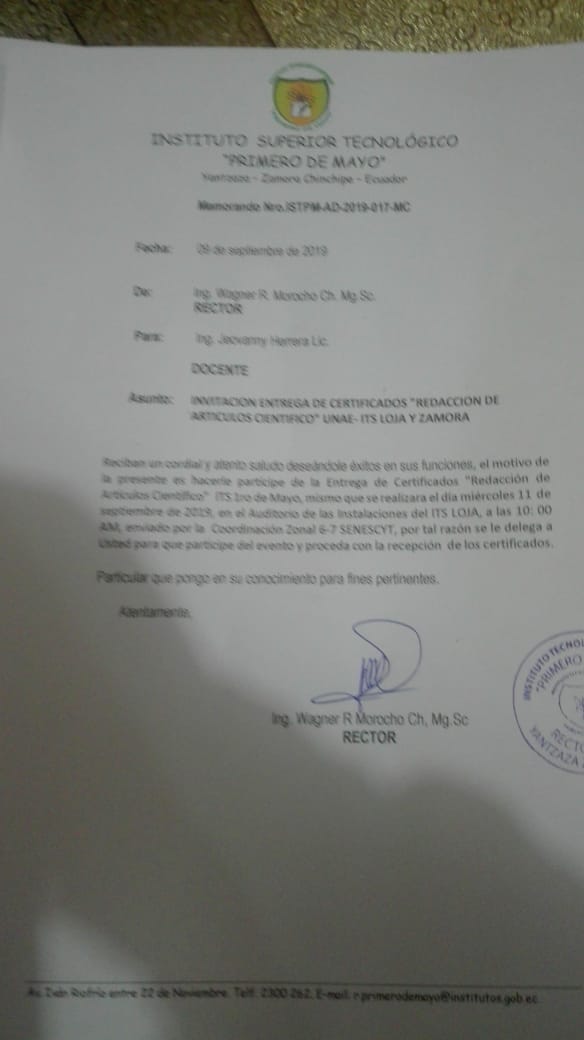 INSTITUTO SUPERIOR TECNOLÓGICO
"PRIMERO DE MAYO"
Yantzaza - Zamora Chinchipe - Ecuador
Memorando Nro.ISTPM-AD-2019-017-MC
Fecha: 09 de septiembre de 2019
De: Ing. Wagner R. Morocho Ch. Mg.Sc.
RECTOR
Para: Ing. Jeovanny Herrera Lic.
DOCENTE
Asunto: INVITACION ENTREGA DE CERTIFICADOS "REDACCION DE
ARTICULOS CIENTIFICO" UNAE- ITS LOJA Y ZAMORA
Reciban un cordial y atento saludo deseándole éxitos en sus funciones, el motivo de
la presente es hacerle participe de la Entrega de Certificados "Redacción de
Artículos Científico" ITS 1ro de Mayo, mismo que se realizara el día miércoles 11 de
septiembre de 2019, en el Auditorio de las Instalaciones del ITS LOJA, a las 10: 00
AM, enviado por la Coordinación Zonal 6-7 SENESCYT, por tal razón se le delega a
Usted para que participe del evento y proceda con la recepción de los certificados.
Particular que pongo en su conocimiento para fines pertinentes.
Atentamente,
Ing. Wagner R Morocho Ch, Mg.Sc
RECTOR
INSTITUTO TECNOL
"PRIMERO
RECTO
YANTZAZA
Av. Iván Riofrío entre 22 de Noviembre. Telf: 2300 262. E-mail. r.primerodemayo@institutos.gob.ec